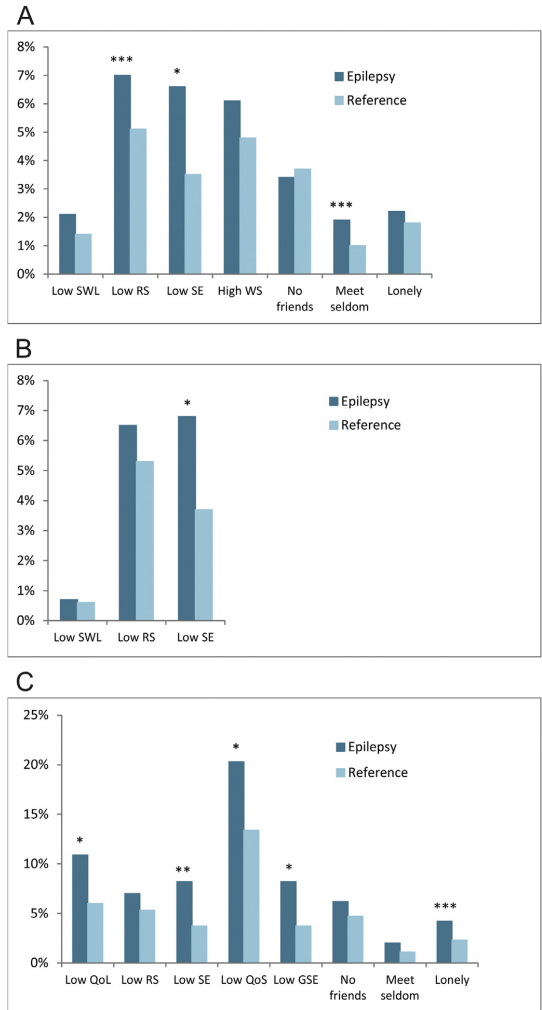 A
8%
7%
6%
5%
4%
3%
2%
1%
0%
***
*
***
Epilepsy
Reference
Low SWL
Low RS
Low SE
High WS
No friends
Meet seldom
Lonely
B
8%
7%
6%
5%
4%
3%
2%
1%
0%
*
Epilepsy
Reference
Low SWL
Low RS
Low SE
C
25%
20%
15%
10%
5%
0%
*
**
*
*
***
Epilepsy
Reference
Low QoL
Low RS
Low SE
Low QoS
Low GSE
No friends
Meet seldom
Lonely